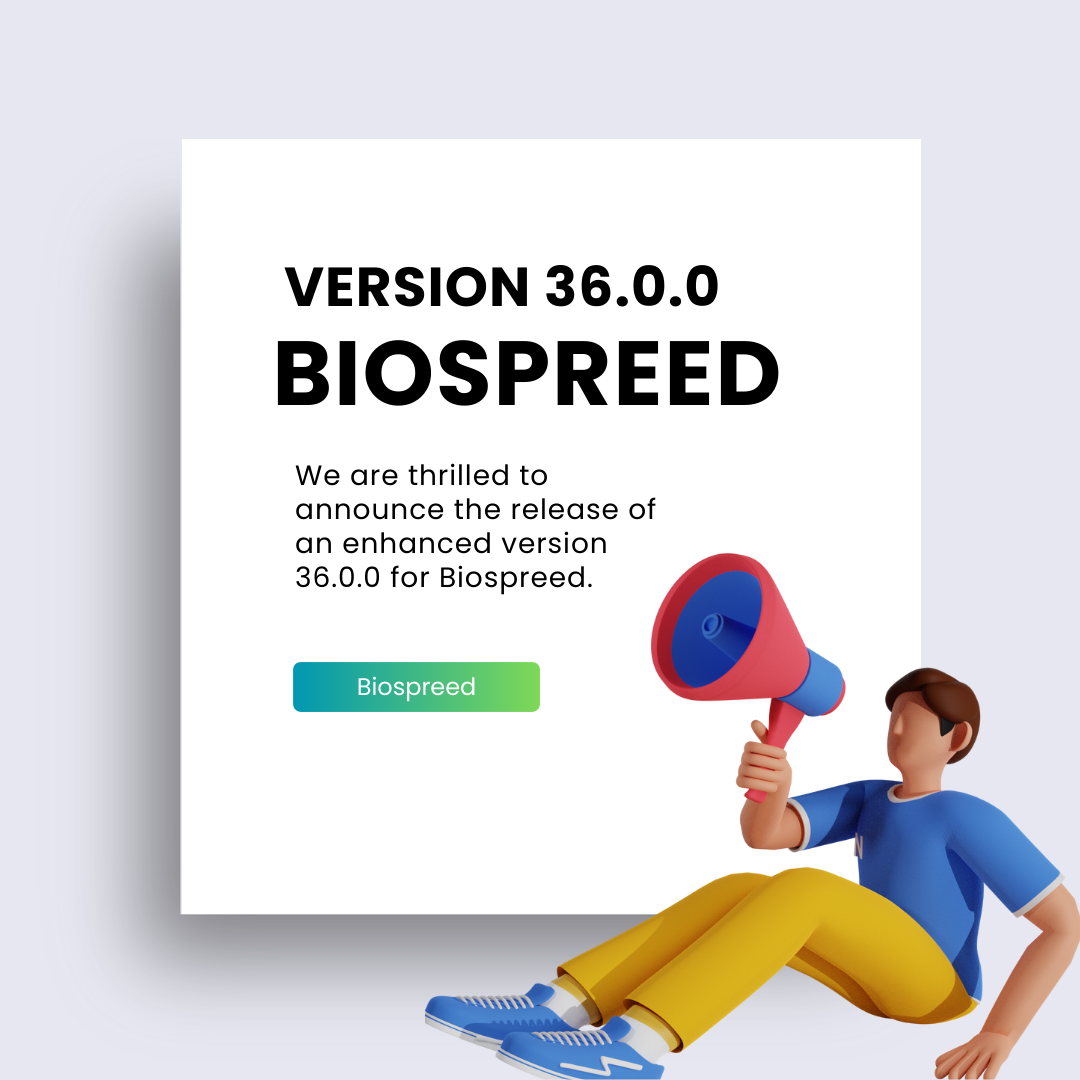 VERSION 36.0.0
BIOSPREED
We are thrilled to
announce the release of
an enhanced version
36.0.0 for Biospreed.
Biospreed
N